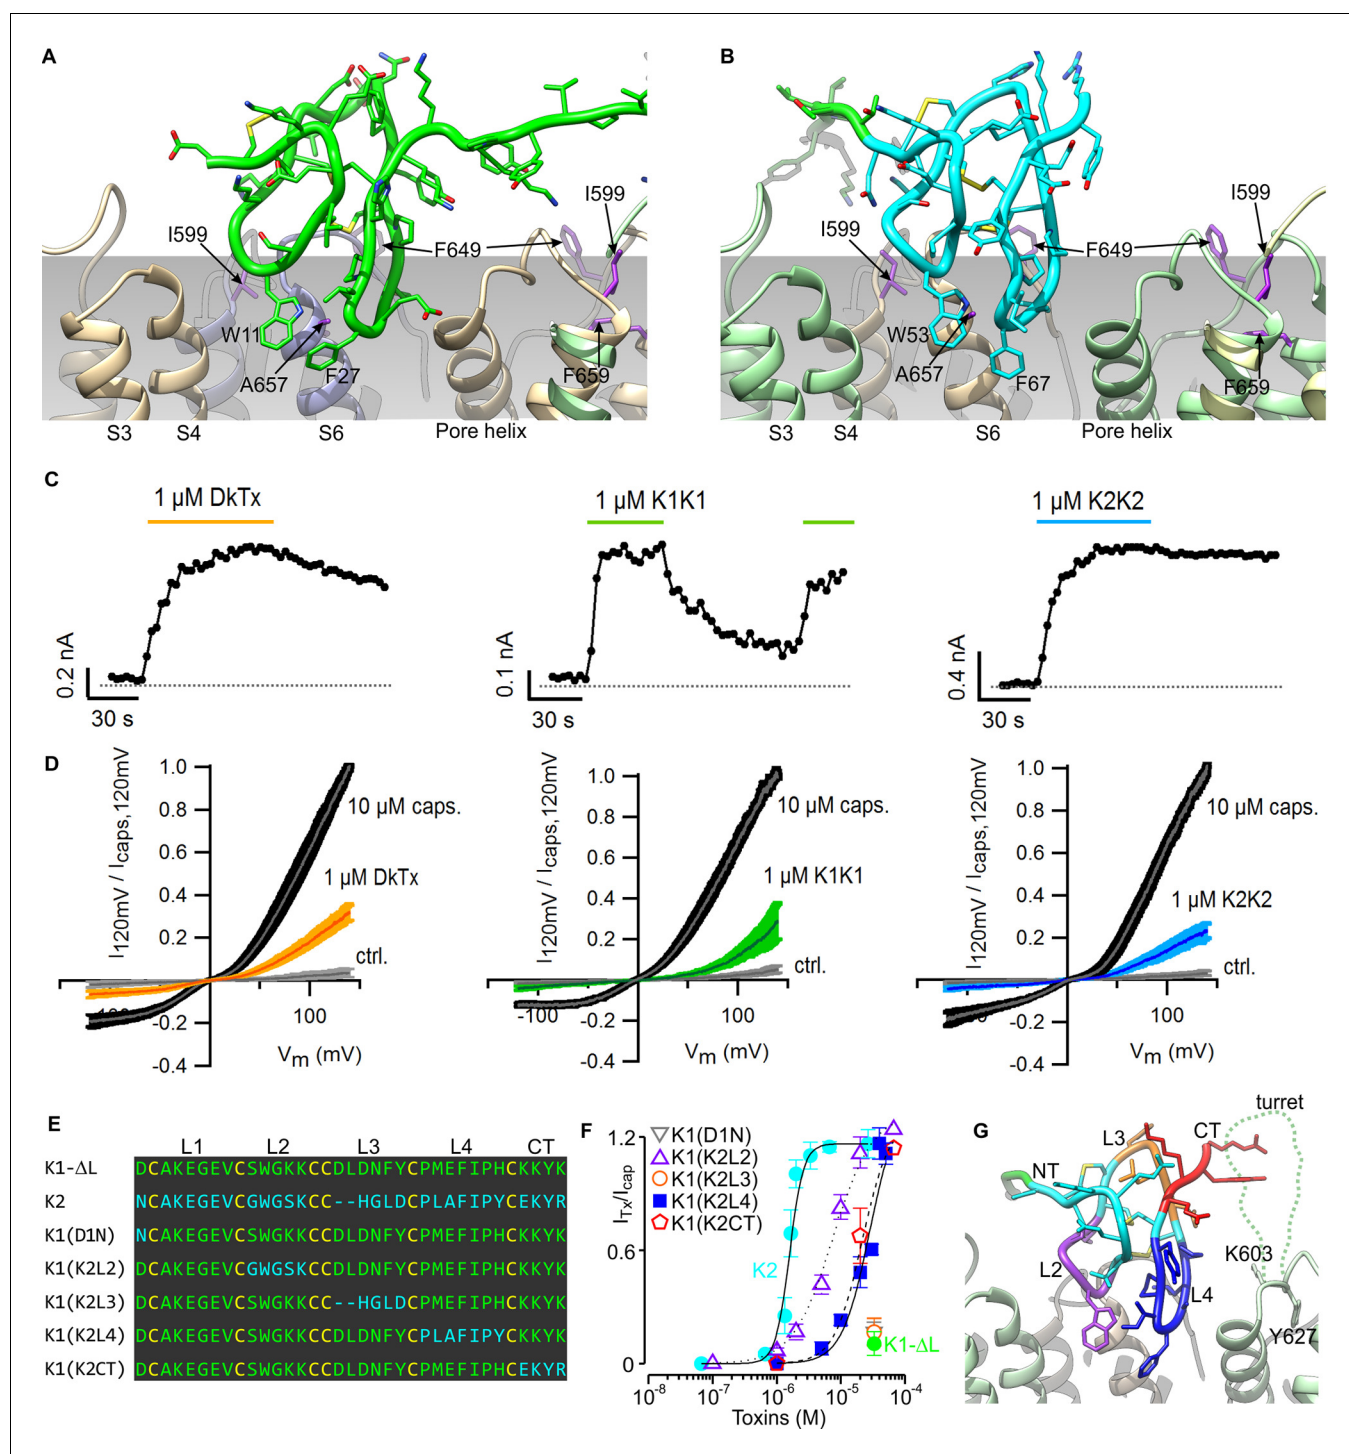 A
B
I599
I599
F649
W11
A657
F27
F659
S3 S4 S6 Pore helix
I599
I599
F649
W53
A657
F67
F659
S3 S4 S6 Pore helix
C
1 µM DkTx
1 µM K1K1
1 µM K2K2
0.2 nA
30 s
0.1 nA
30 s
0.4 nA
30 s
D
I120mV / Icaps,120mV
1.0
0.8
0.6
0.4
0.2
-0.2
-0.4
100
10 µM caps.
1 µM DkTx
ctrl.
Vm (mV)
I120mV / Icaps,120mV
1.0
0.8
0.6
0.4
0.2
-0.2
-0.4
-100
100
10 µM caps.
1 µM K1K1
ctrl.
Vm (mV)
I120mV / Icaps,120mV
1.0
0.8
0.6
0.4
0.2
-0.2
-0.4
100
10 µM caps.
1 µM K2K2
ctrl.
Vm (mV)
E
L1 L2 L3 L4 CT
K1-ΔL DCAKEGEVCSWGKKCCDLDNFYCPMEFIPHCKKYK
K2 NCAKEGEVCGWGSKCC--HGLDCPLAFIPYCEKYR
K1(D1N) NCAKEGEVCSWGKKCCDLDNFYCPMEFIPHCKKYK
K1(K2L2) DCAKEGEVCGWGSKCCDLDNFYCPMEFIPHCKKYK
K1(K2L3) DCAKEGEVCSWGKKCC--HGLDCPMEFIPHCKKYK
K1(K2L4) DCAKEGEVCSWGKKCCDLDNFYCPLAFIPYCKKYK
K1(K2CT) DCAKEGEVCSWGKKCCDLDNFYCPMEFIPHCEKYR
F
K1(D1N)
K1(K2L2)
K1(K2L3)
K1(K2L4)
K1(K2CT)
1.2
0.6
0
ITx/Icap
K2
K1-ΔL
10-8 10-7 10-6 10-5 10-4
Toxins (M)
G
turret
L3
CT
NT
L2
L4
K603
Y627